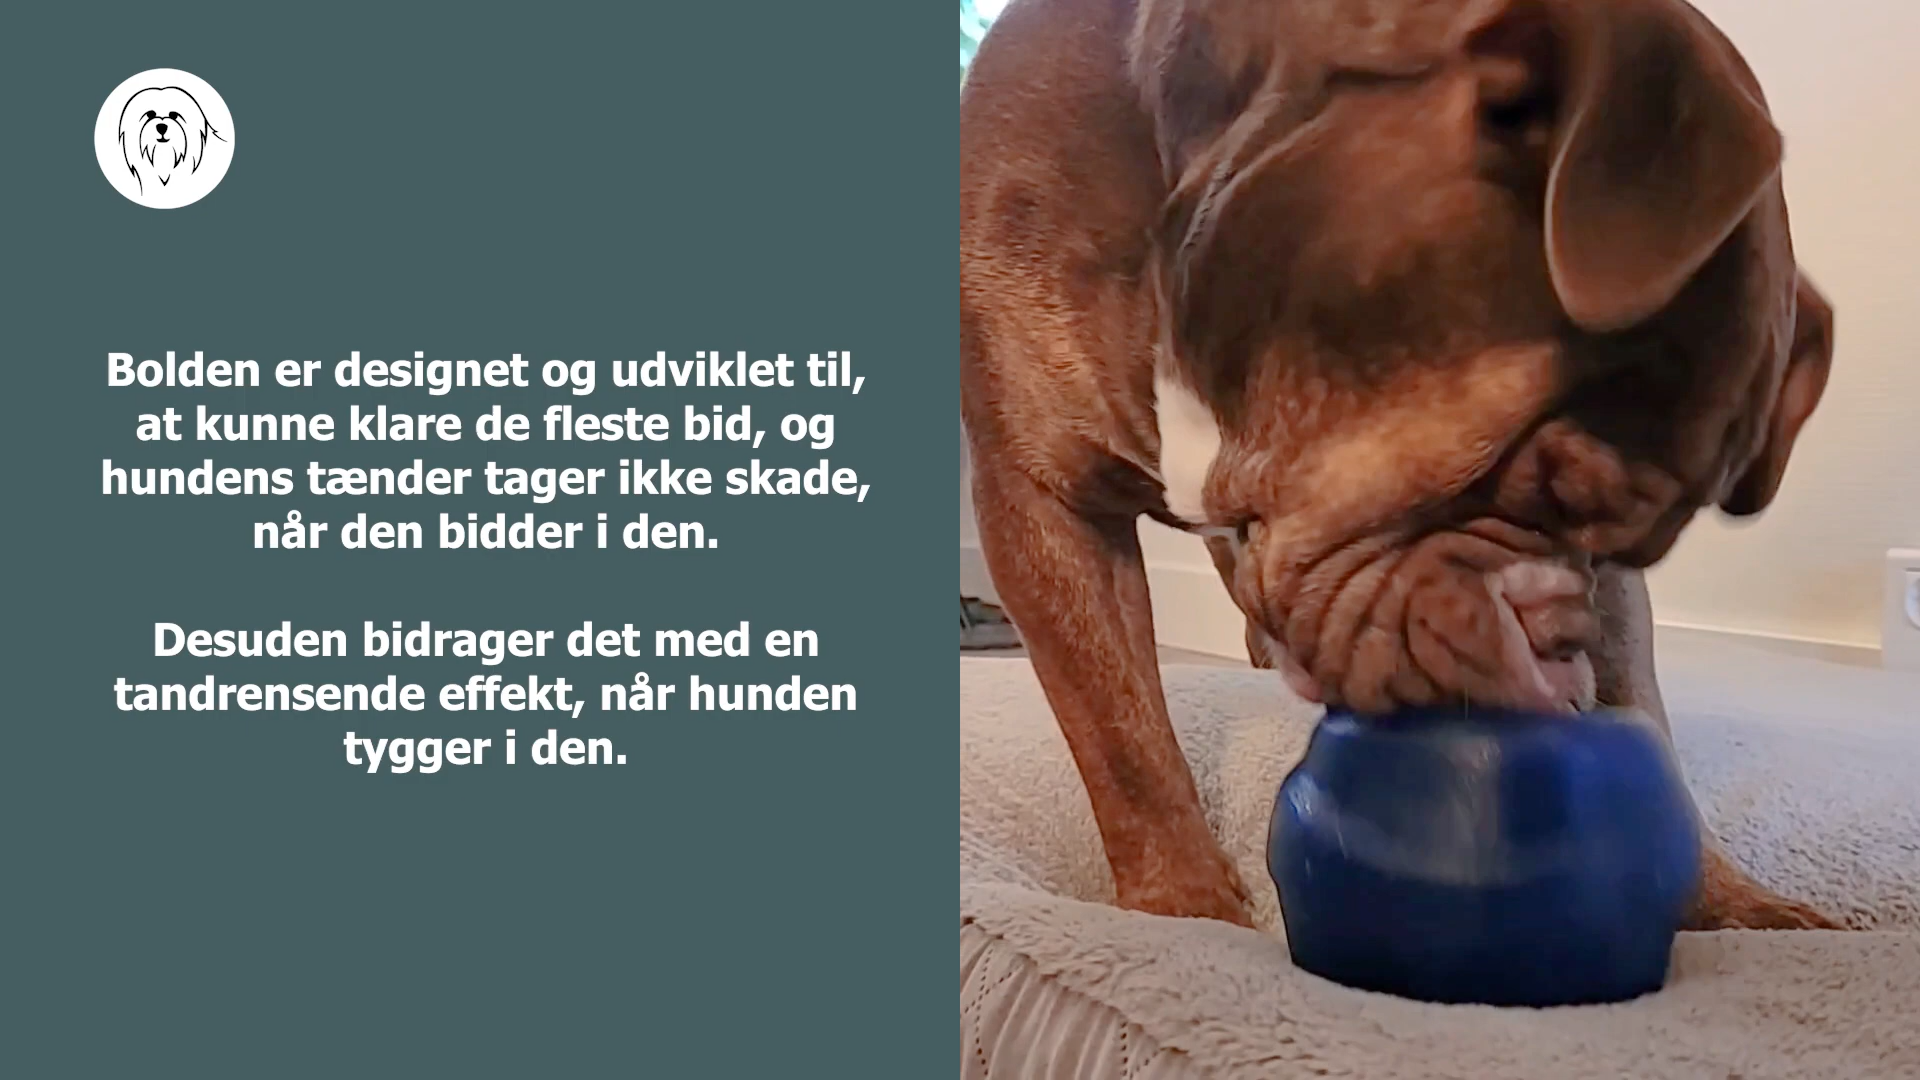 Bolden er designet og udviklet til,
at kunne klare de fleste bid, og
hundens tænder tager ikke skade,
når den bidder i den.
Desuden bidrager det med en
tandrensende effekt, når hunden
tygger i den.